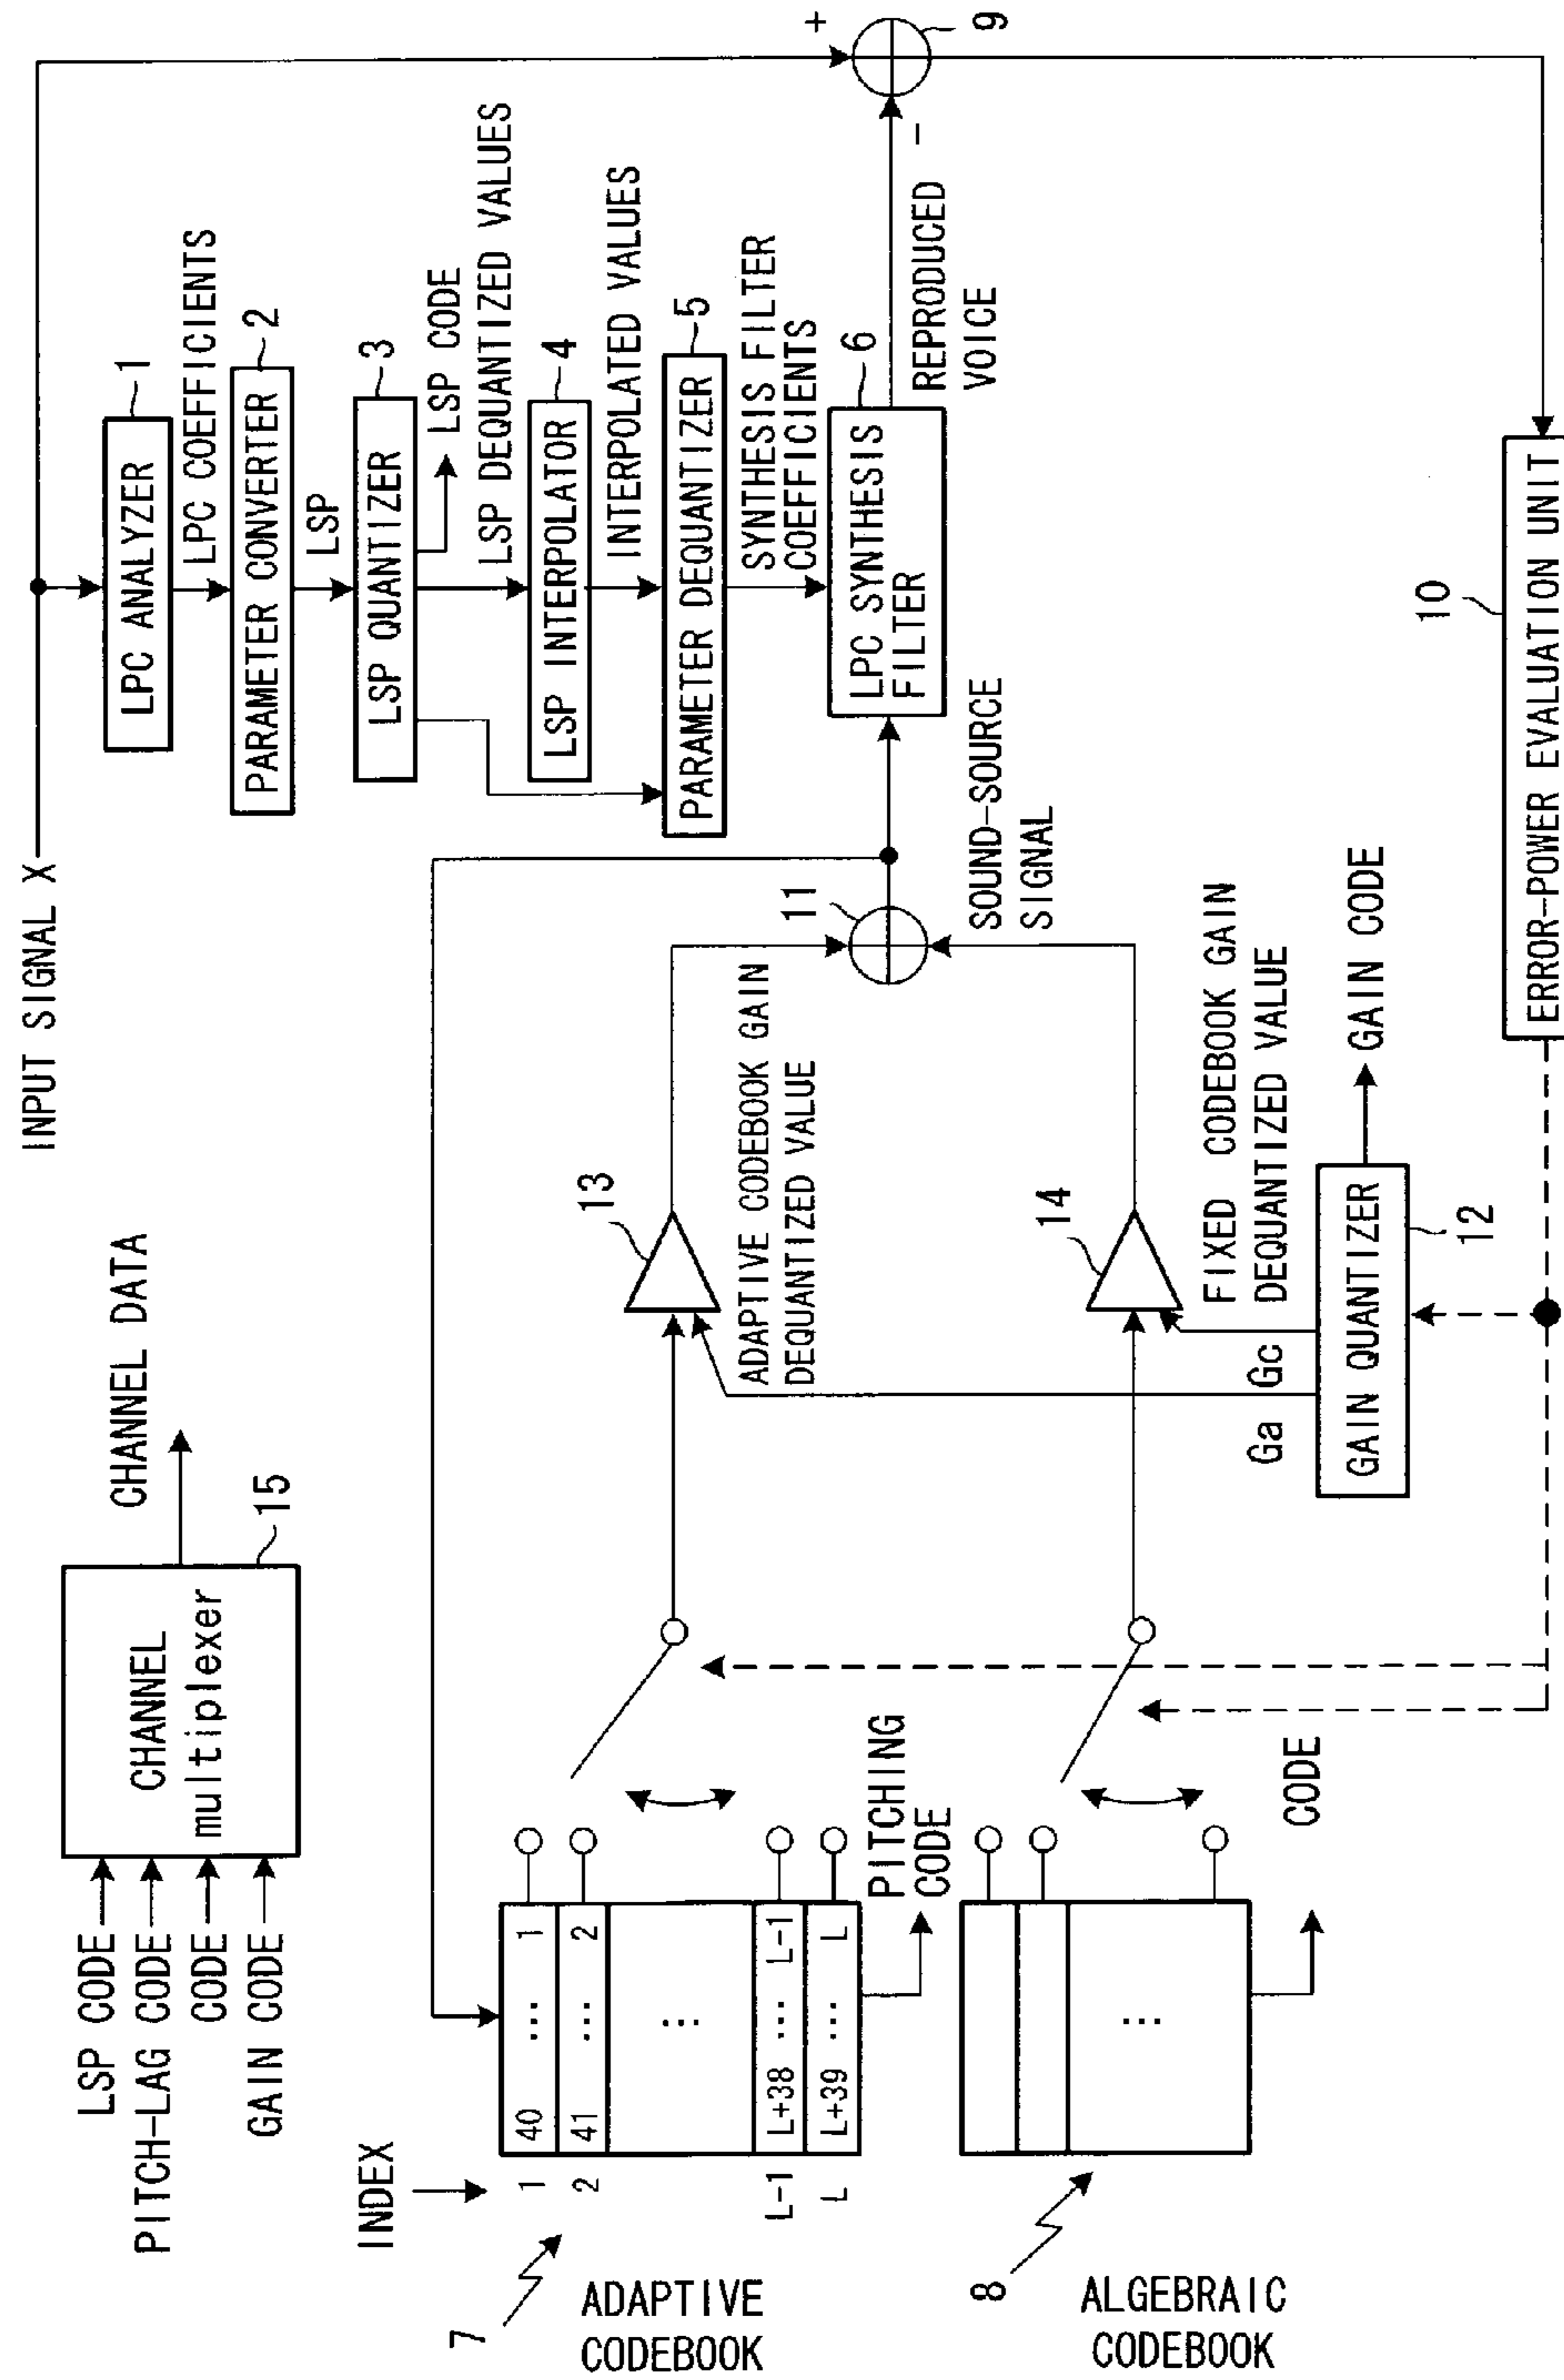 LSP CODE
PITCH-LAG CODE
CODE
GAIN CODE
CHANNEL
multiplexer
15
CHANNEL DATA
INPUT SIGNAL X
LPC ANALYZER
1
LPC COEFFICIENTS
PARAMETER CONVERTER
2
LSP
LSP QUANTIZER
3
LSP CODE
LSP DEQUANTIZED VALUES
LSP INTERPOLATOR
4
INTERPOLATED VALUES
PARAMETER DEQUANTIZER
5
SYNTHESIS FILTER
COEFFICIENTS
LPC SYNTHESIS
FILTER
6
REPRODUCED
VOICE
+
-
9
INDEX
1
40 ... 1
2
41 ... 2
...
L-1
L+38 ... L-1
L
L+39 ... L
7
ADAPTIVE
CODEBOOK
PITCHING
CODE
13
ADAPTIVE CODEBOOK GAIN
DEQUANTIZED VALUE
11
SOUND-SOURCE
SIGNAL
8
ALGEBRAIC
CODEBOOK
...
CODE
14
FIXED CODEBOOK GAIN
DEQUANTIZED VALUE
Ga
Gc
GAIN QUANTIZER
12
GAIN CODE
10
ERROR-POWER EVALUATION UNIT